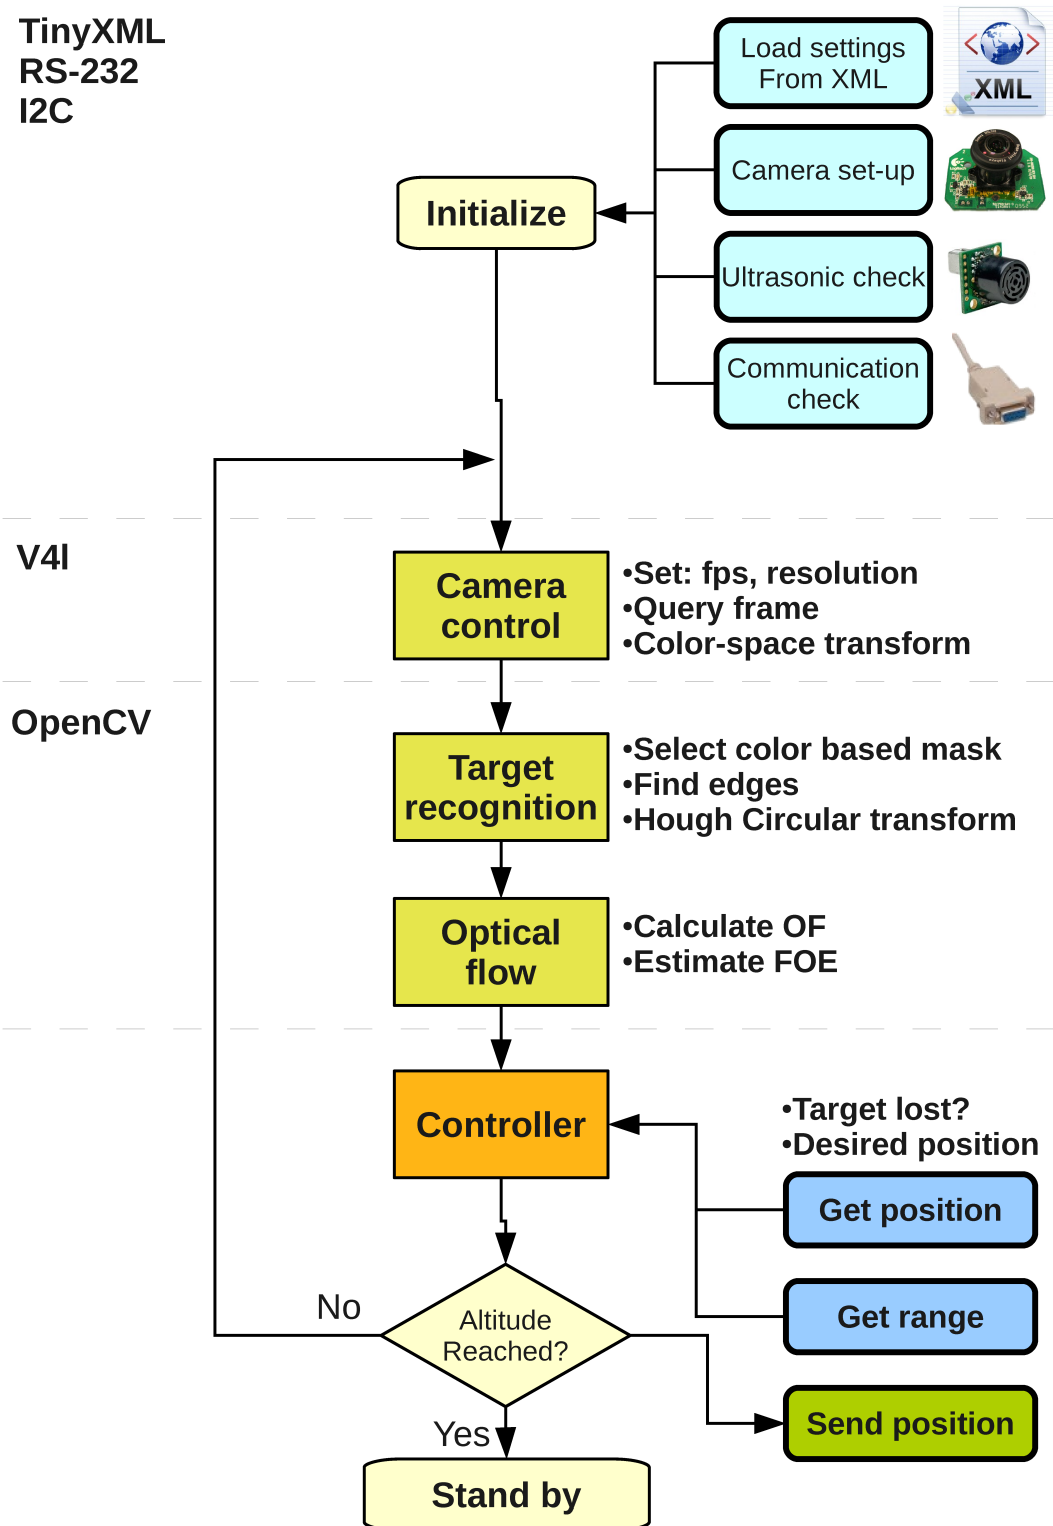 TinyXML
RS-232
I2C
Load settings
From XML
XML
Camera set-up
Initialize
Ultrasonic check
Communication
check
V4l
Camera
control
•Set: fps, resolution
•Query frame
•Color-space transform
OpenCV
Target
recognition
•Select color based mask
•Find edges
•Hough Circular transform
Optical
flow
•Calculate OF
•Estimate FOE
Controller
•Target lost?
•Desired position
Get position
Get range
No
Altitude
Reached?
Send position
Yes
Stand by